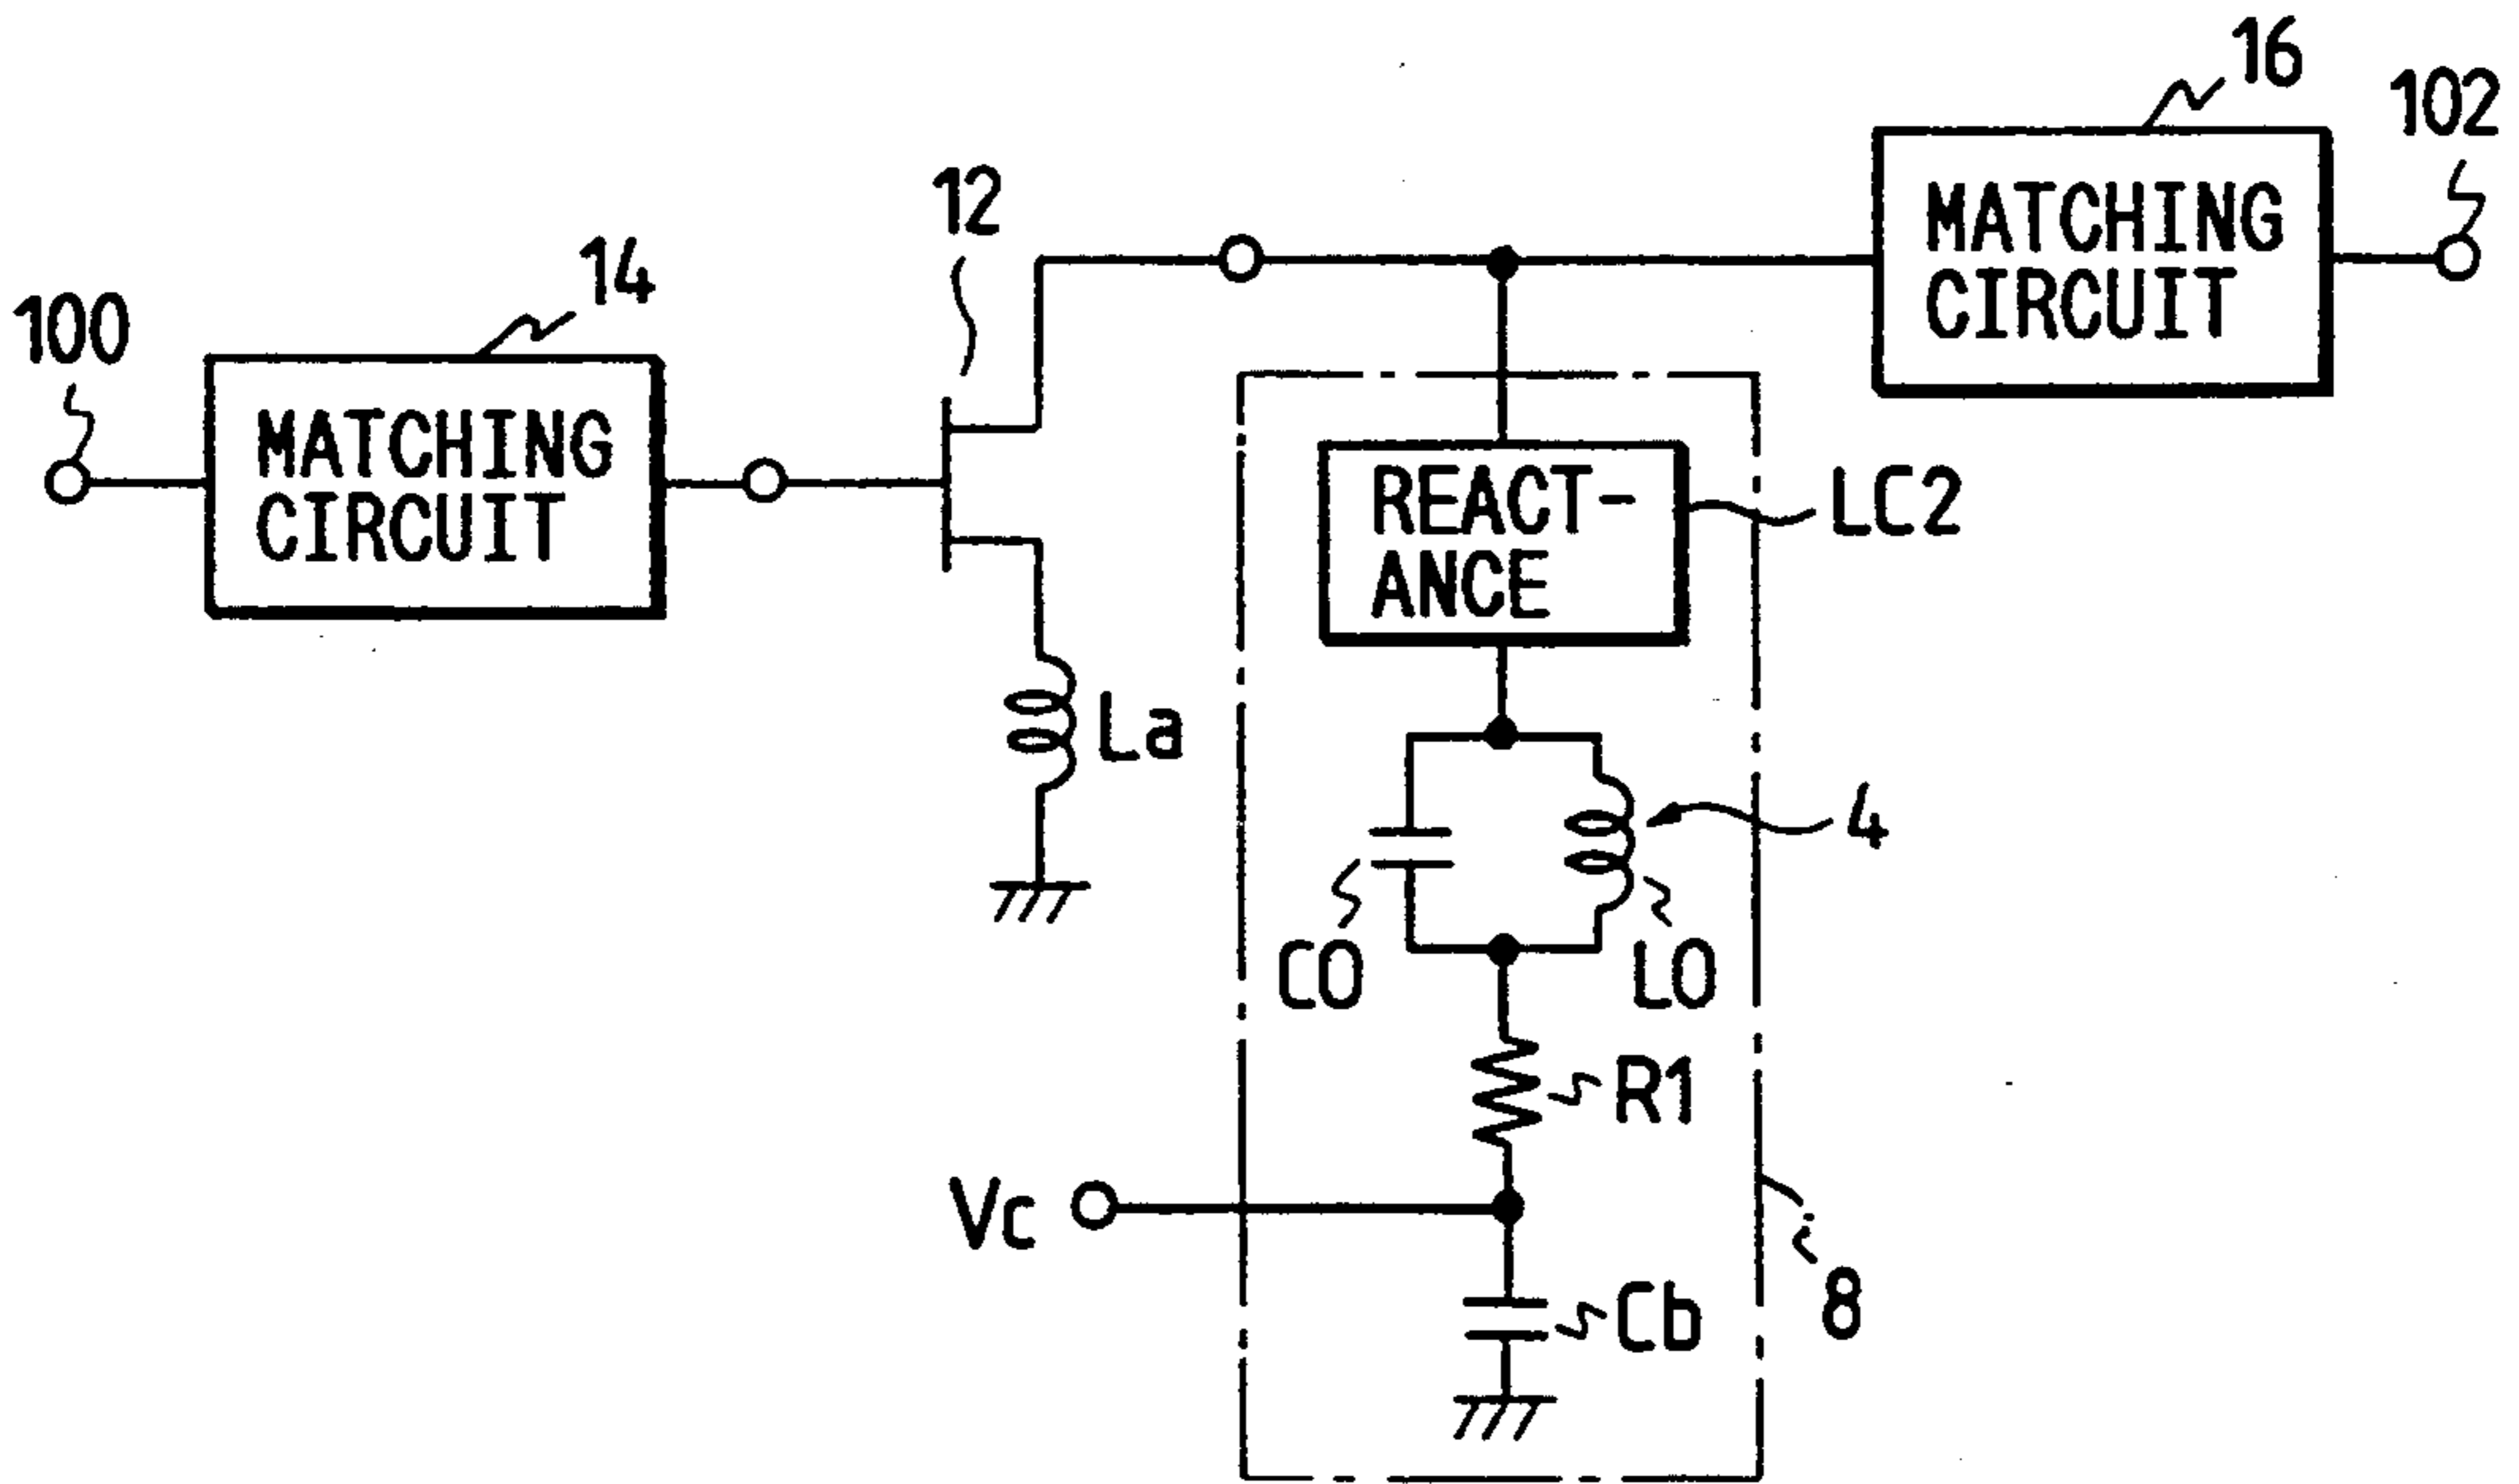 16
102
MATCHING
CIRCUIT
12
14
100
MATCHING
CIRCUIT
REACT-
ANCE
LC2
La
4
C0
L0
R1
Vc
Cb
8